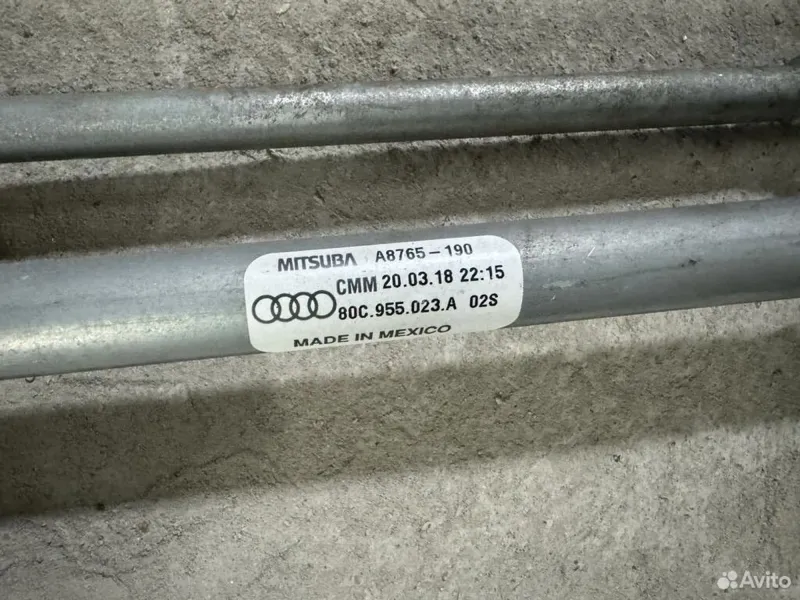 MITSUBA A8765-190
CMM 20.03.18 22:15
80C.955.023.A 02S
MADE IN MEXICO
Avito